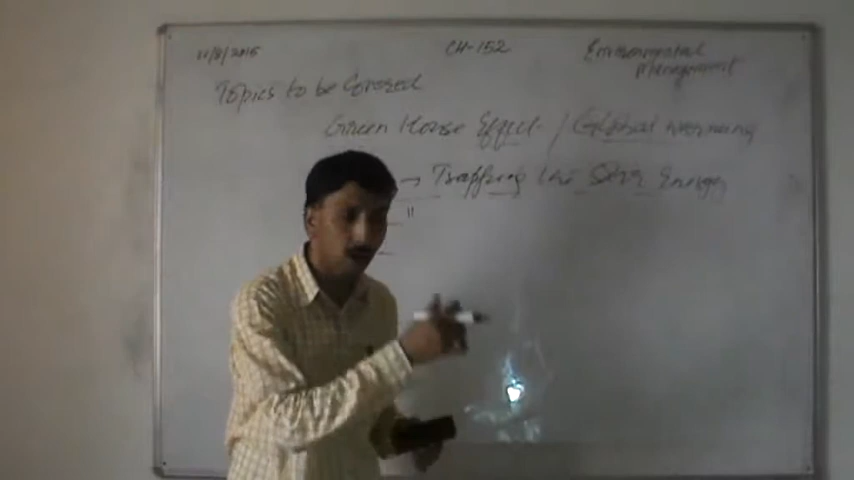 11/8/2015 CH-152 Environmental Management
Topics to be Covered
Green House Effect / Global warming
→ Trapping the Solar Energy
"